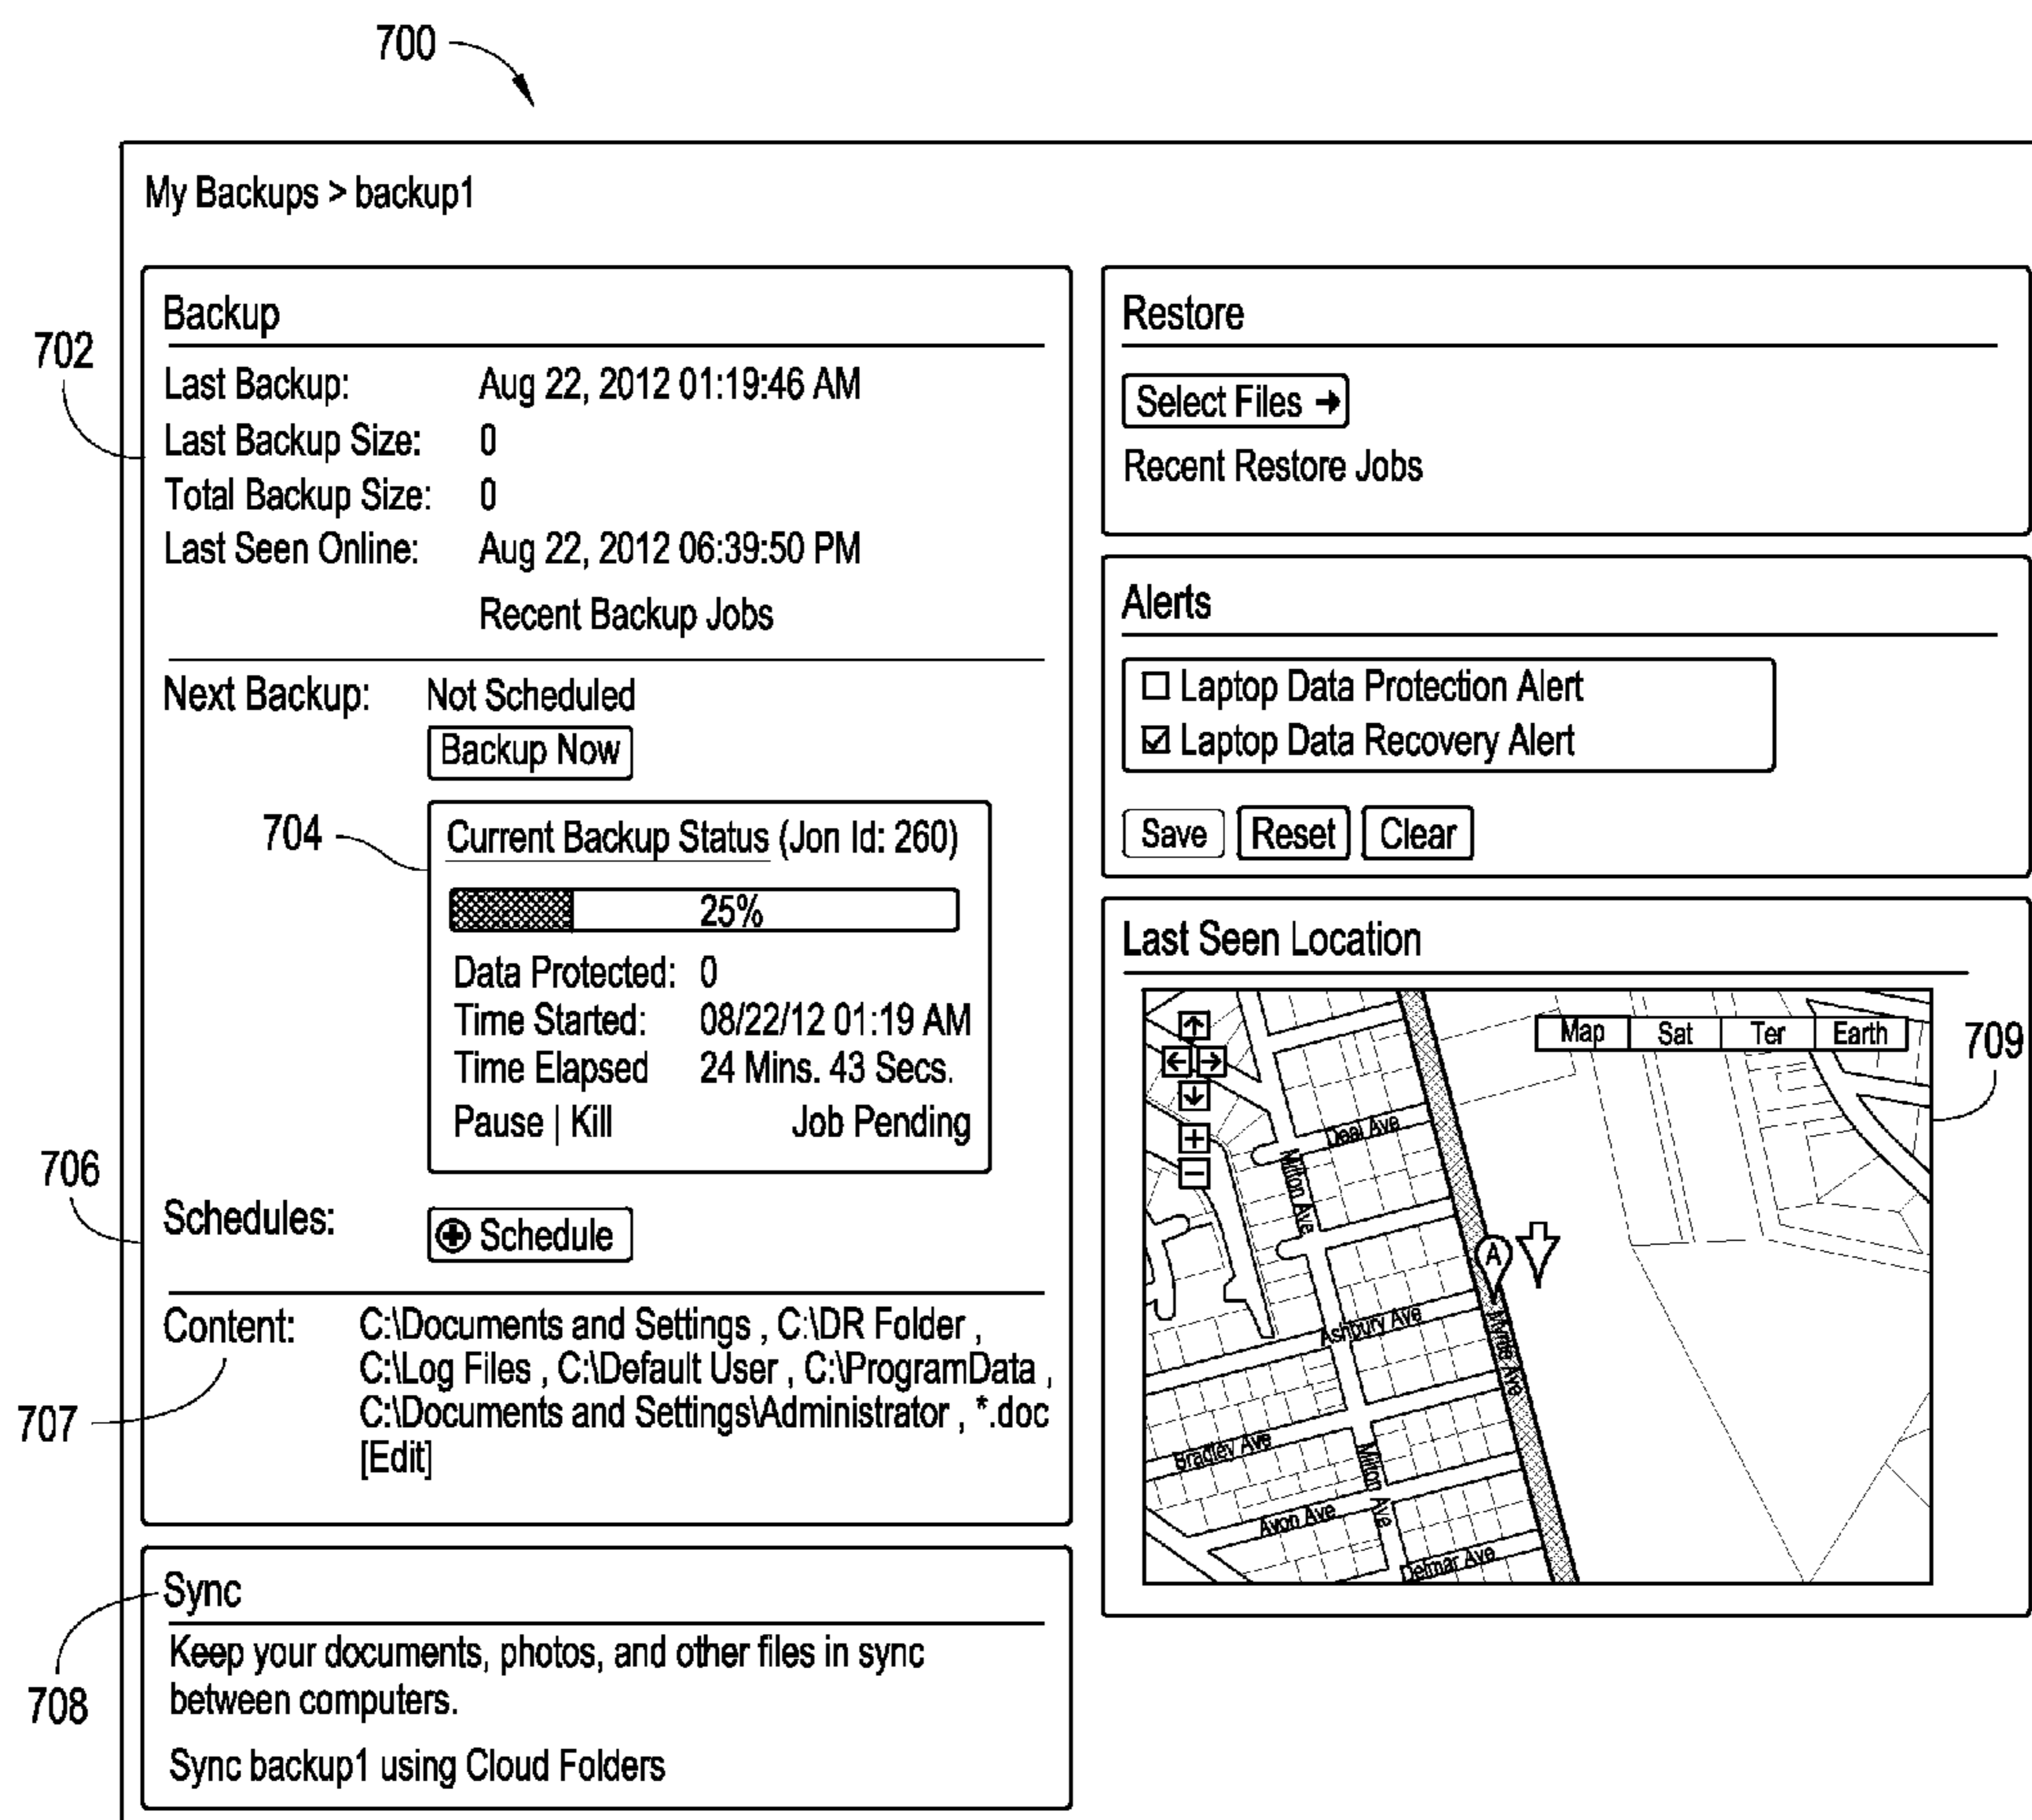 700
My Backups > backup1
702
Backup
Last Backup: Aug 22, 2012 01:19:46 AM
Last Backup Size: 0
Total Backup Size: 0
Last Seen Online: Aug 22, 2012 06:39:50 PM
Recent Backup Jobs
Next Backup: Not Scheduled
Backup Now
704
Current Backup Status (Jon Id: 260)
25%
Data Protected: 0
Time Started: 08/22/12 01:19 AM
Time Elapsed 24 Mins. 43 Secs.
Pause | Kill Job Pending
706
Schedules: Schedule
Content: C:\Documents and Settings , C:\DR Folder ,
C:\Log Files , C:\Default User , C:\ProgramData ,
C:\Documents and Settings\Administrator , *.doc
[Edit]
707
Sync
Keep your documents, photos, and other files in sync
between computers.
708
Sync backup1 using Cloud Folders
Restore
Select Files
Recent Restore Jobs
Alerts
Laptop Data Protection Alert
Laptop Data Recovery Alert
Save Reset Clear
Last Seen Location
Map Sat Ter Earth
709
Deal Ave
Milton Ave
A
Ashbury Ave
Myrtle Ave
Bradley Ave
Milton Ave
Avon Ave
Delmar Ave